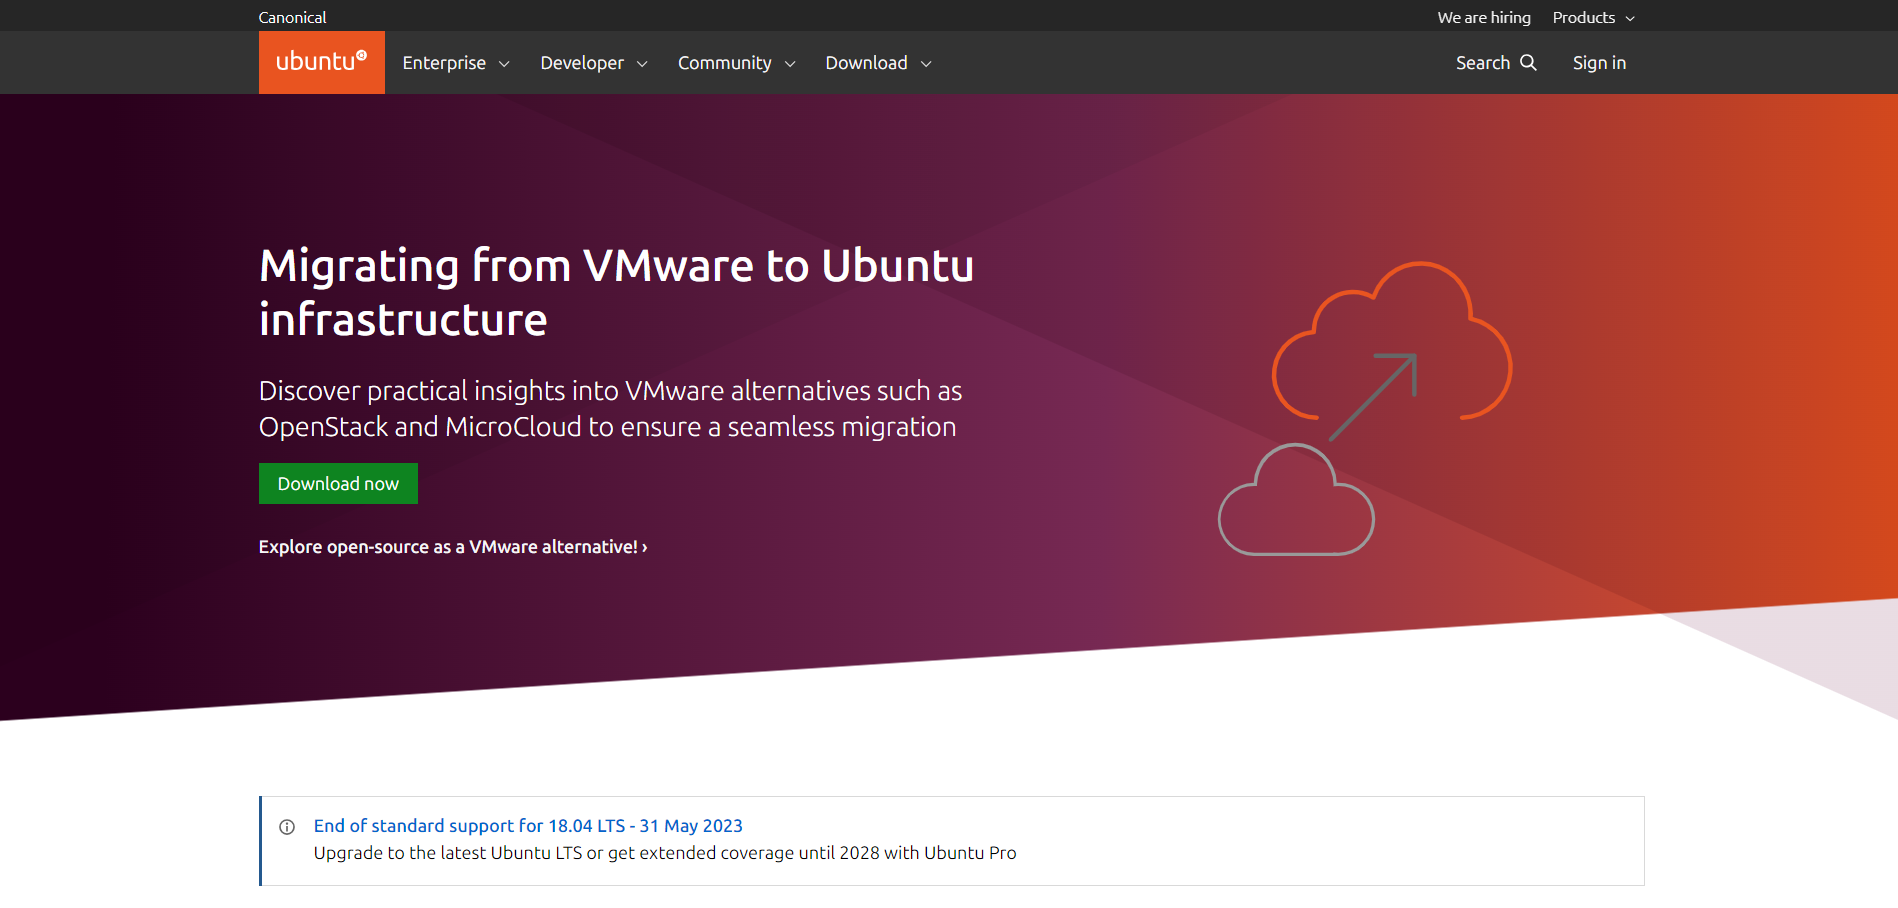 Canonical
We are hiring
Products
ubuntu
Enterprise
Developer
Community
Download
Search
Sign in
Migrating from VMware to Ubuntu
infrastructure
Discover practical insights into VMware alternatives such as
OpenStack and MicroCloud to ensure a seamless migration
Download now
Explore open-source as a VMware alternative! ›
End of standard support for 18.04 LTS - 31 May 2023
Upgrade to the latest Ubuntu LTS or get extended coverage until 2028 with Ubuntu Pro